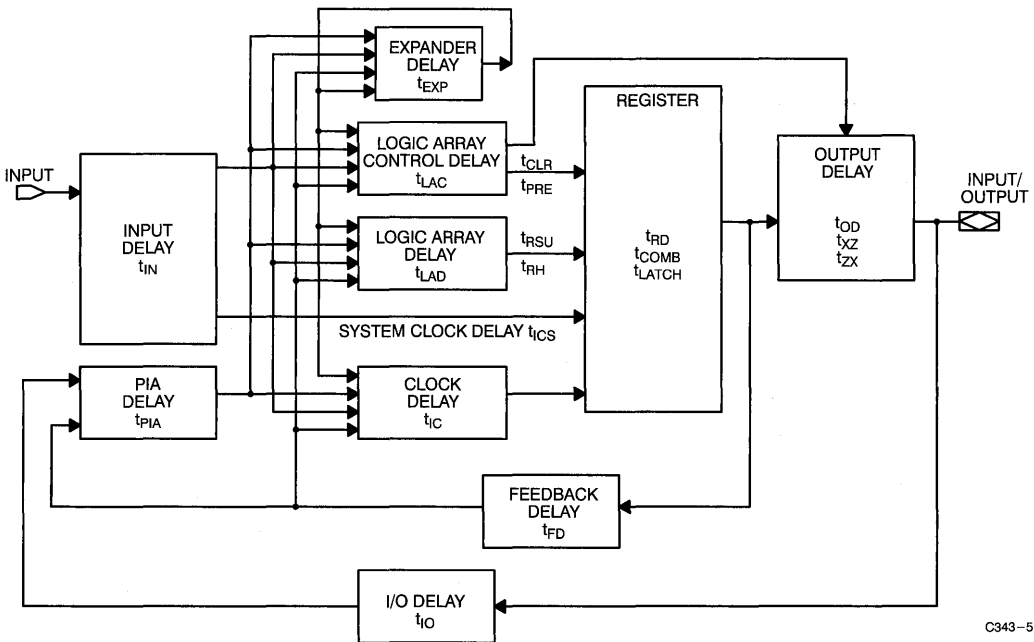 EXPANDER
DELAY
tEXP
REGISTER
LOGIC ARRAY
CONTROL DELAY
tLAC
tCLR
tPRE
OUTPUT
DELAY
tOD
tXZ
tZX
INPUT
INPUT/
OUTPUT
INPUT
DELAY
tIN
LOGIC ARRAY
DELAY
tLAD
tRSU
tRH
tRD
tCOMB
tLATCH
SYSTEM CLOCK DELAY tICS
PIA
DELAY
tPIA
CLOCK
DELAY
tIC
FEEDBACK
DELAY
tFD
I/O DELAY
tIO
C343–5